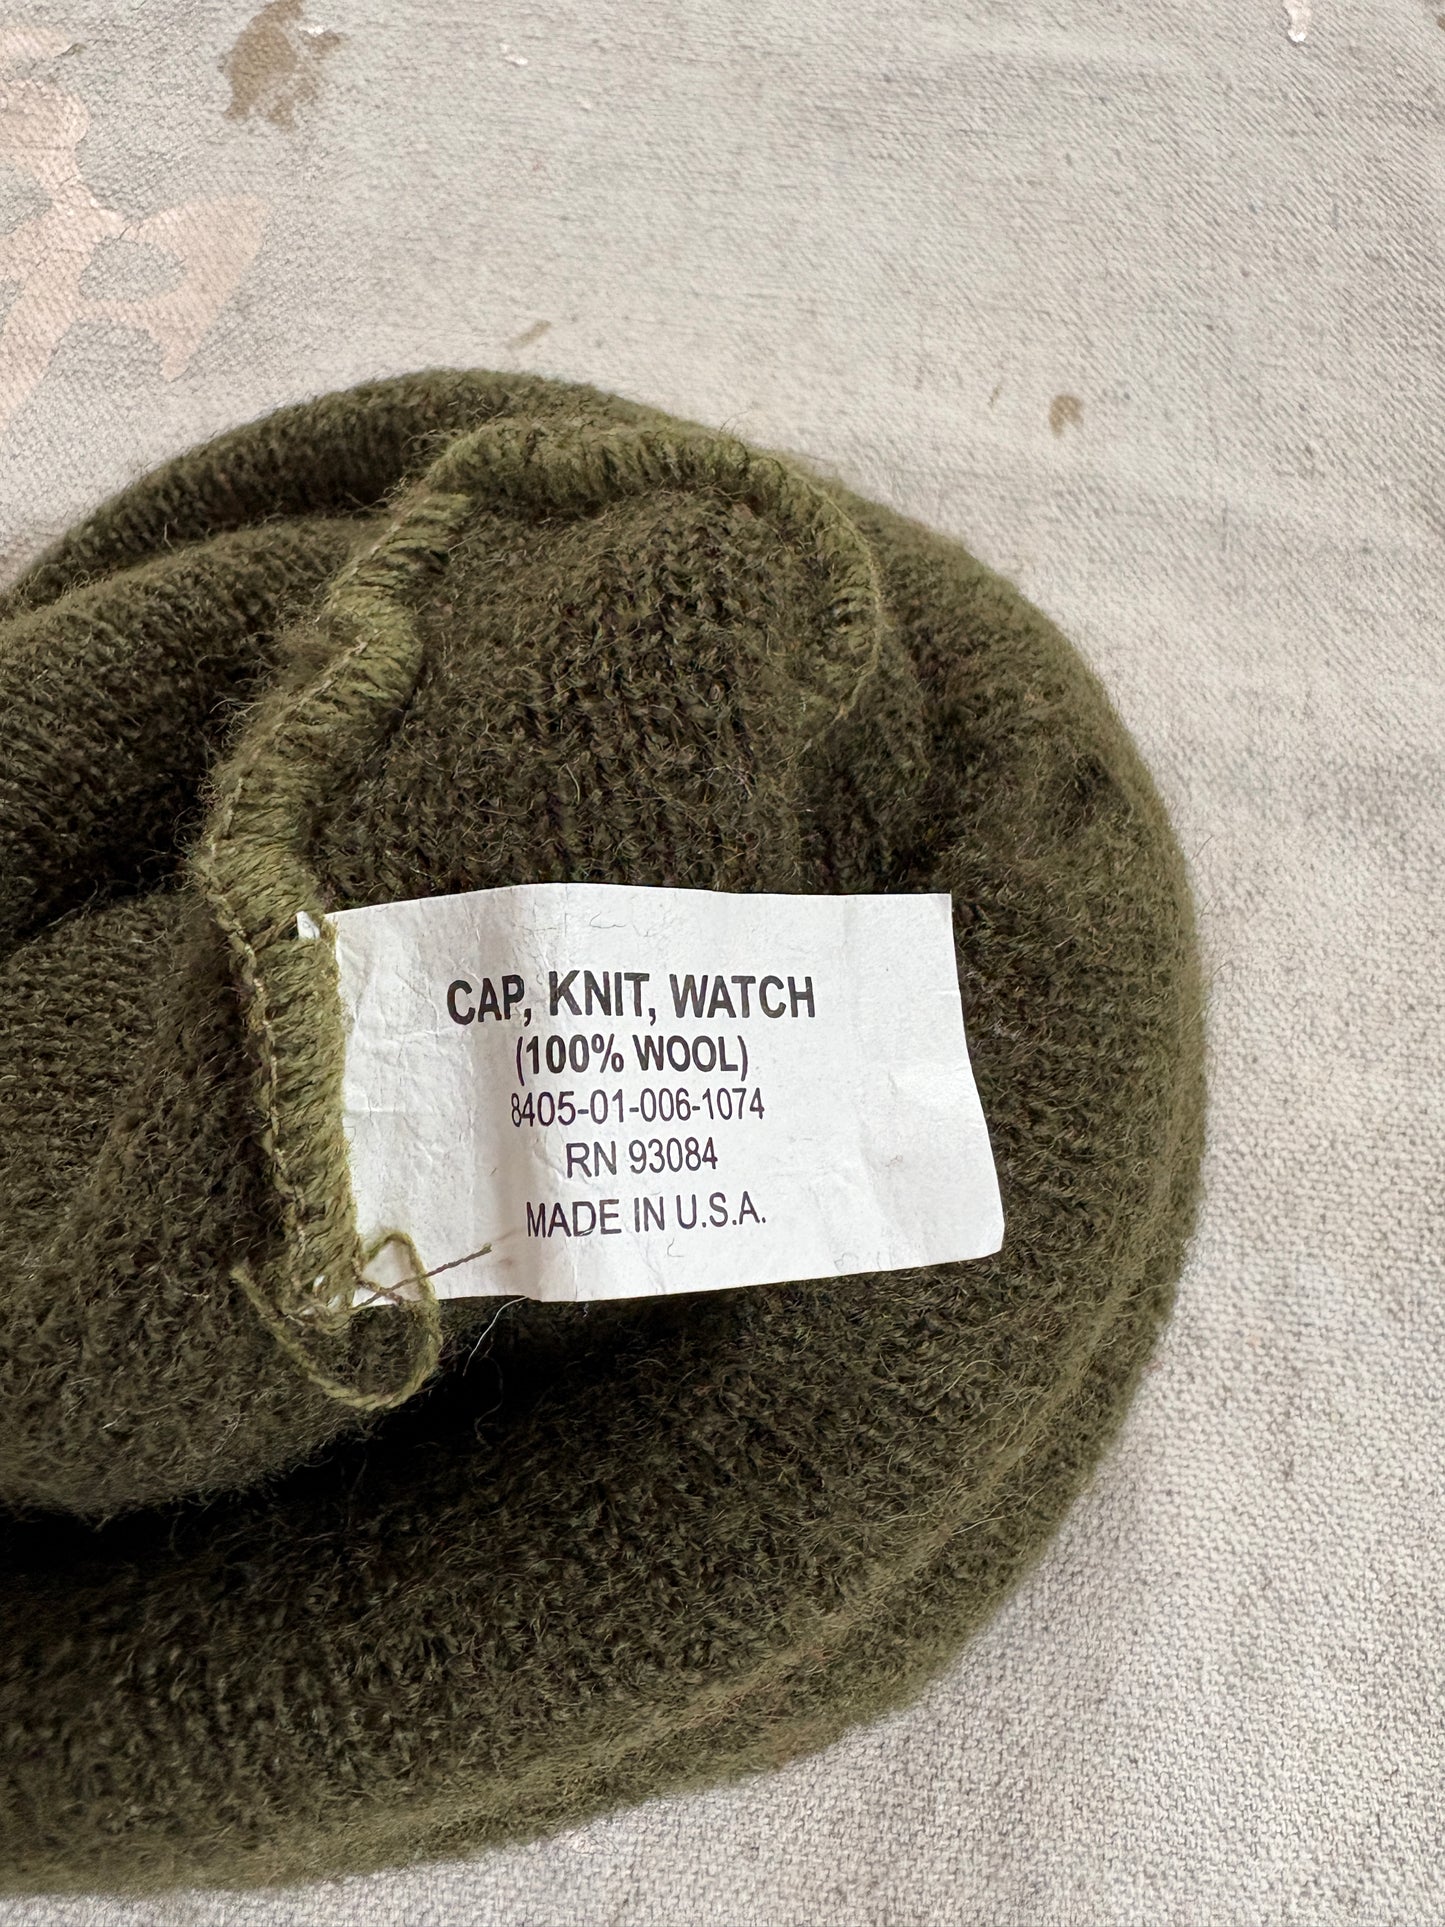 CAP, KNIT, WATCH
(100% WOOL)
8405-01-006-1074
RN 93084
MADE IN U.S.A.